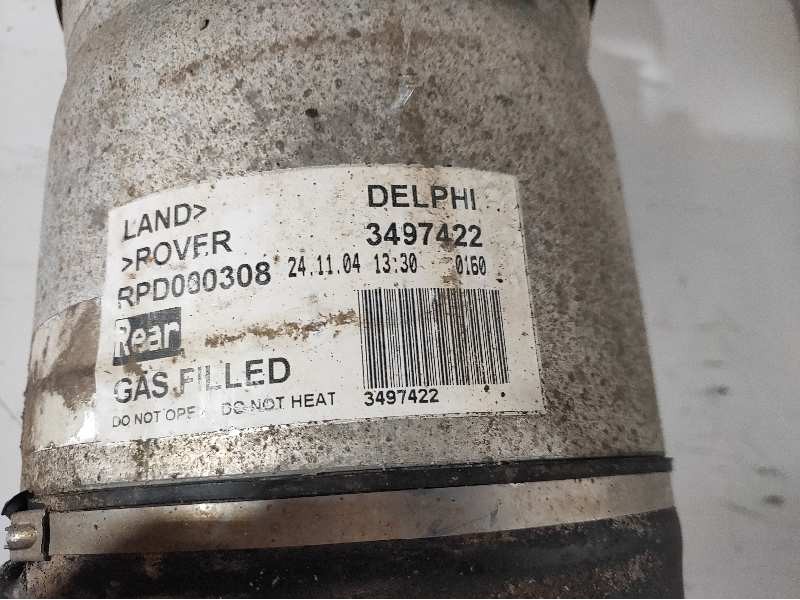 LAND> DELPHI
>ROVER 3497422
RPD000308 24.11.04 13:30 0160
Rear
GAS FILLED
DO NOT OPE DO NOT HEAT 3497422